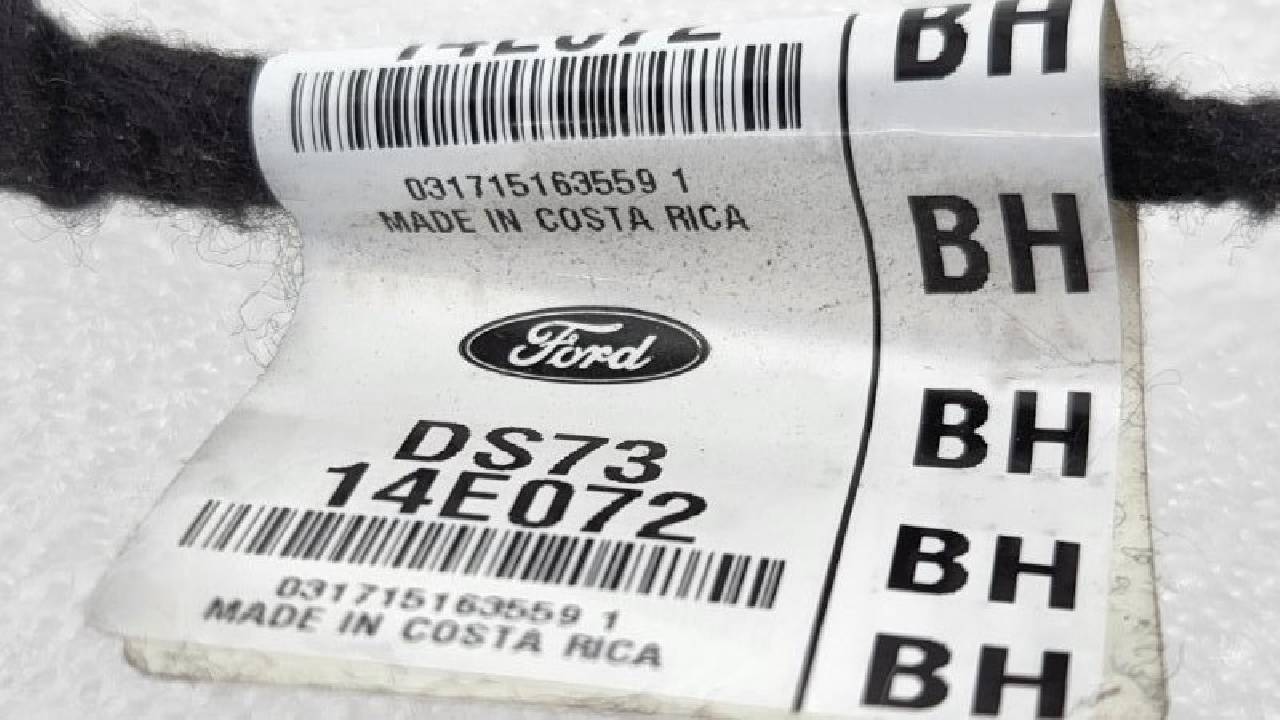 14E072
031715163559 1
MADE IN COSTA RICA
Ford
DS73
14E072
031715163559 1
MADE IN COSTA RICA
BH
BH
BH
BH
BH